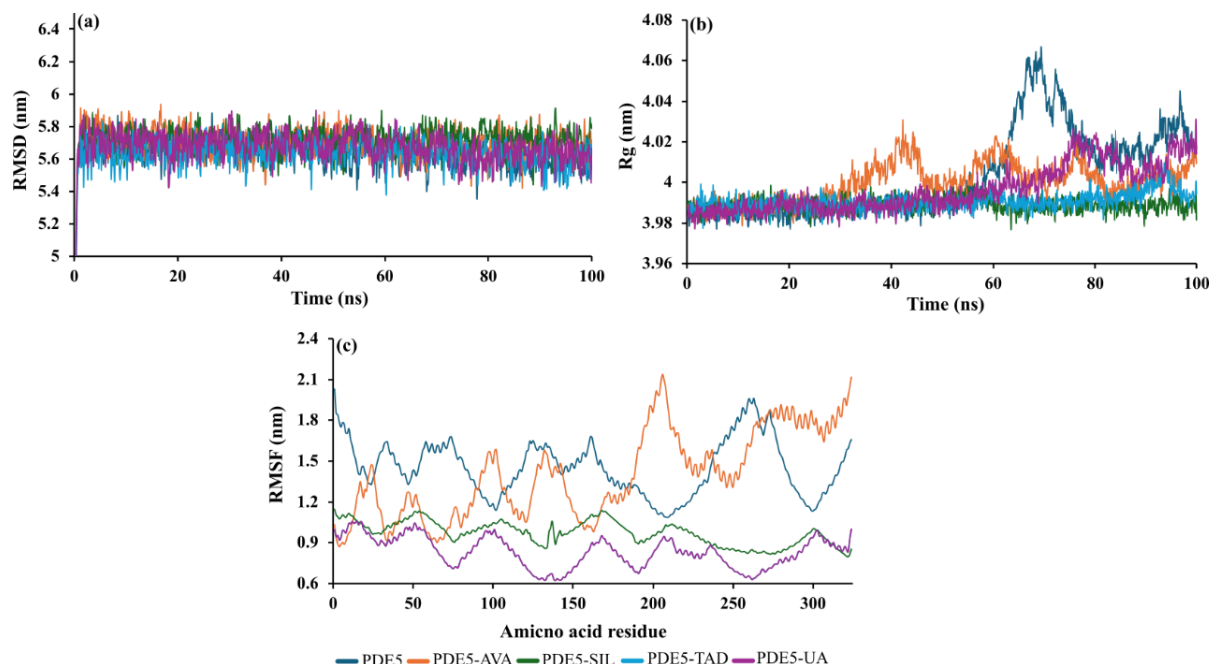 (a)
RMSD (nm)
6.4
6.2
6
5.8
5.6
5.4
5.2
5
0 20 40 60 80 100
Time (ns)
(b)
Rg (nm)
4.08
4.06
4.04
4.02
4
3.98
3.96
0 20 40 60 80 100
Time (ns)
(c)
RMSF (nm)
2.4
2.1
1.8
1.5
1.2
0.9
0.6
0 50 100 150 200 250 300
Amicno acid residue
PDE5 PDE5-AVA PDE5-SIL PDE5-TAD PDE5-UA